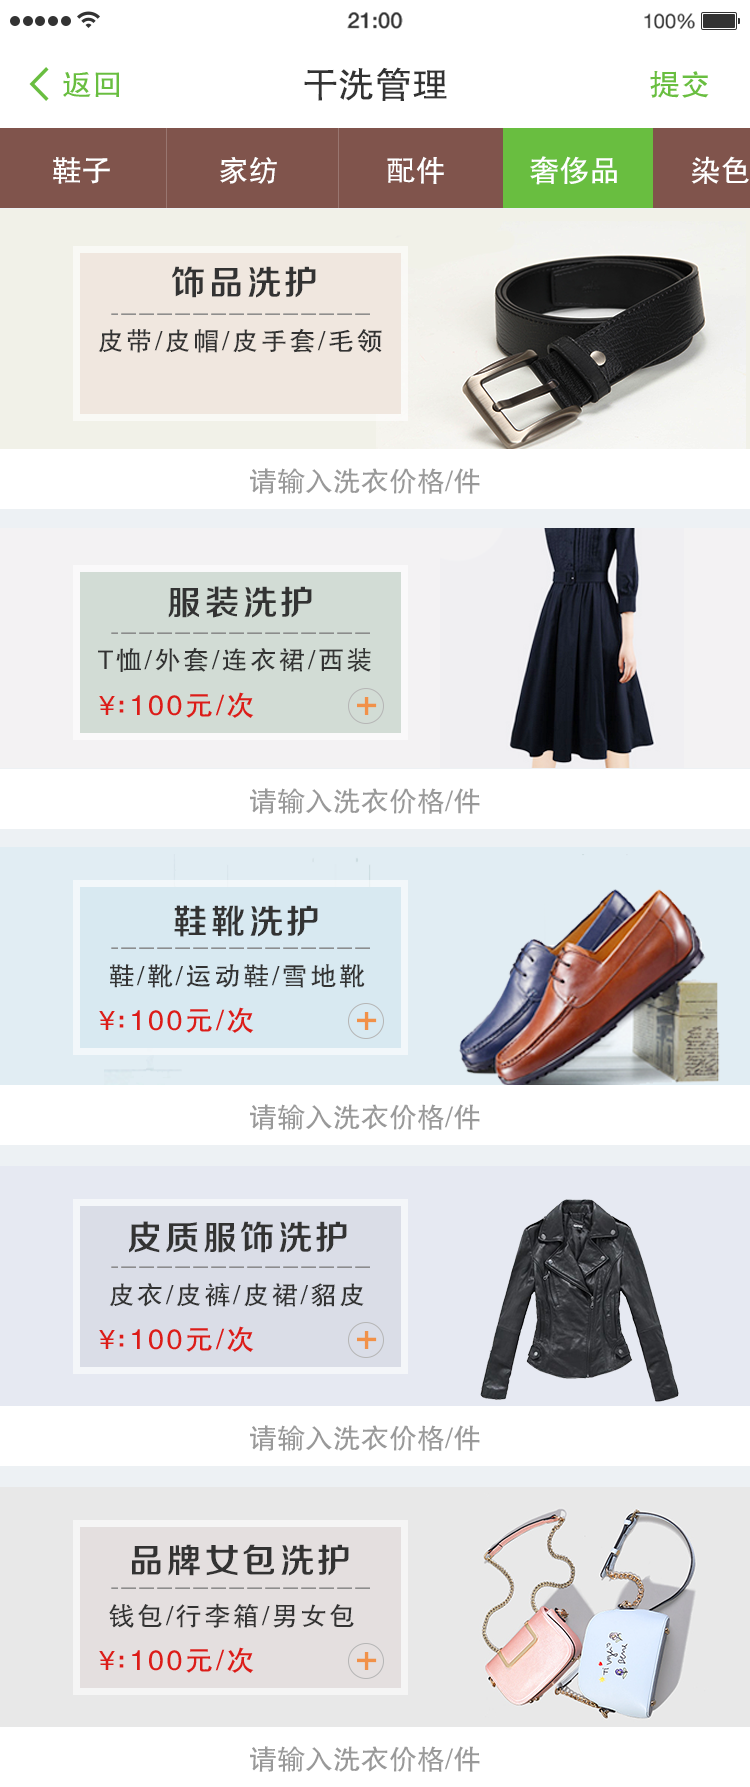 21:00
100%
返回
干洗管理
提交
鞋子
家纺
配件
奢侈品
染色
饰品洗护
皮带/皮帽/皮手套/毛领
请输入洗衣价格/件
服装洗护
T恤/外套/连衣裙/西装
¥:100元/次
请输入洗衣价格/件
鞋靴洗护
鞋/靴/运动鞋/雪地靴
¥:100元/次
请输入洗衣价格/件
皮质服饰洗护
皮衣/皮裤/皮裙/貂皮
¥:100元/次
请输入洗衣价格/件
品牌女包洗护
钱包/行李箱/男女包
¥:100元/次
请输入洗衣价格/件